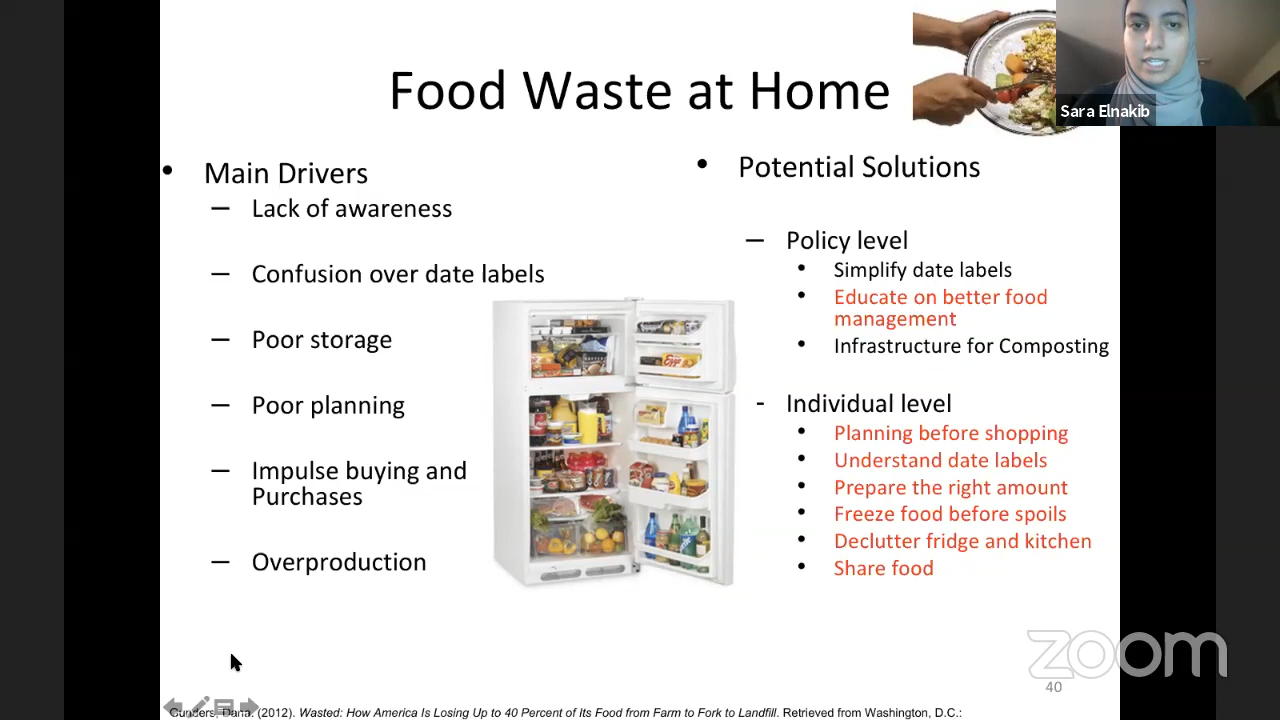 Food Waste at Home
Sara Elnakib
• Main Drivers
– Lack of awareness
– Confusion over date labels
– Poor storage
– Poor planning
– Impulse buying and
Purchases
– Overproduction
• Potential Solutions
– Policy level
• Simplify date labels
• Educate on better food
management
• Infrastructure for Composting
- Individual level
• Planning before shopping
• Understand date labels
• Prepare the right amount
• Freeze food before spoils
• Declutter fridge and kitchen
• Share food
zoom
40
Gunders, Dana. (2012). Wasted: How America Is Losing Up to 40 Percent of Its Food from Farm to Fork to Landfill. Retrieved from Washington, D.C.: